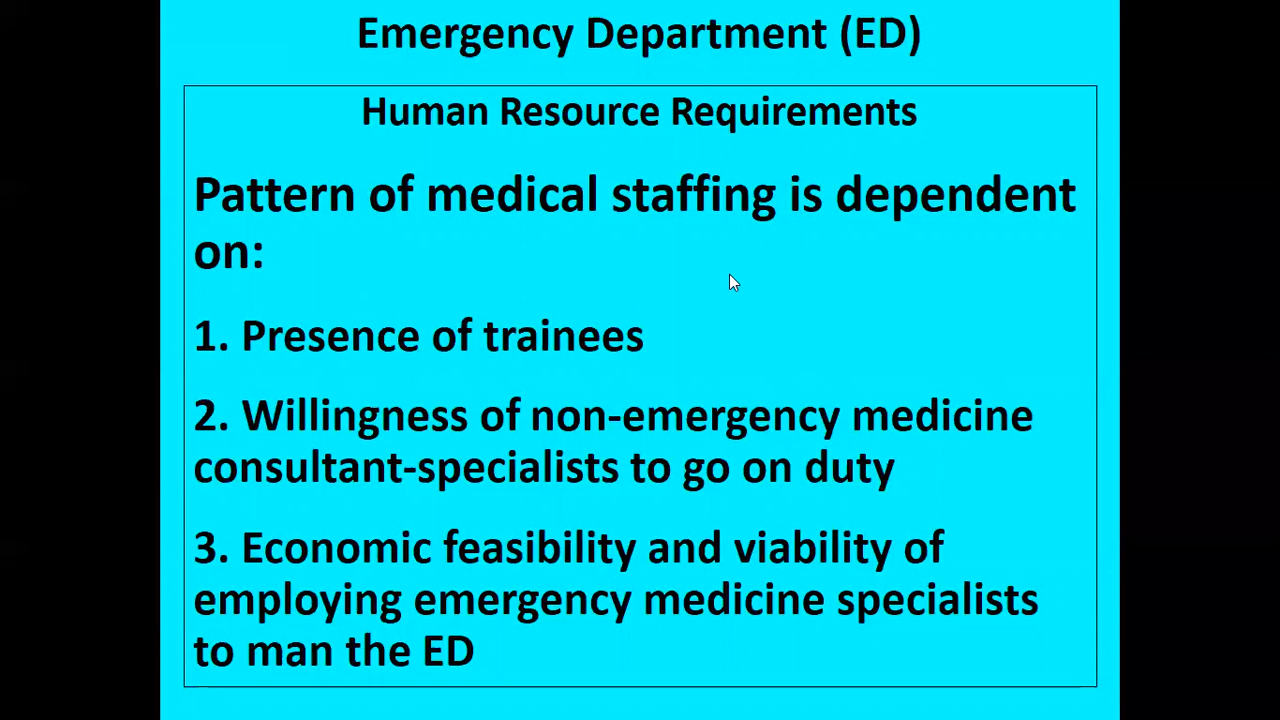 Emergency Department (ED)
Human Resource Requirements
Pattern of medical staffing is dependent
on:
1. Presence of trainees
2. Willingness of non-emergency medicine
consultant-specialists to go on duty
3. Economic feasibility and viability of
employing emergency medicine specialists
to man the ED